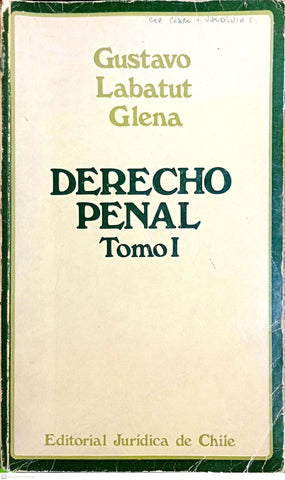 Gustavo
Labatut
Glena
DERECHO
PENAL
Tomo I
Editorial Jurídica de Chile